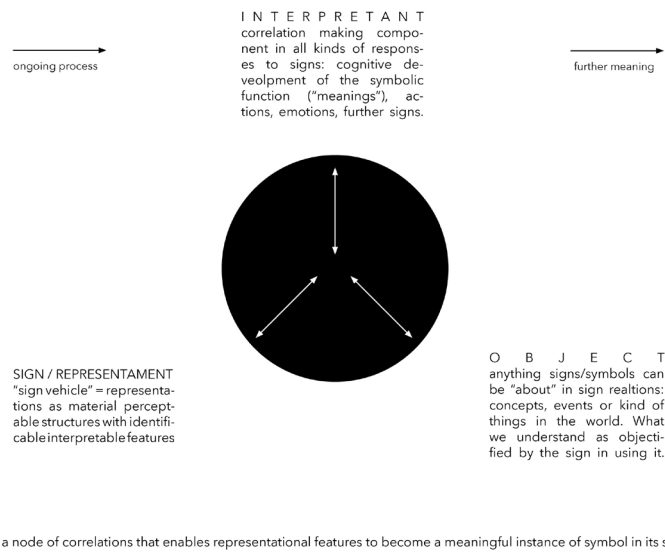 INTERPRETANT
correlation making compo-
nent in all kinds of respons-
es to signs: cognitive de-
veolpment of the symbolic
function ("meanings"), ac-
tions, emotions, further signs.
ongoing process
further meaning
SIGN / REPRESENTAMENT
"sign vehicle" = representa-
tions as material percept-
able structures with identifi-
cable interpretable features
OBJECT
anything signs/symbols can
be "about" in sign realtions:
concepts, events or kind of
things in the world. What
we understand as objecti-
fied by the sign in using it.
a node of correlations that enables representational features to become a meaningful instance of symbol in its